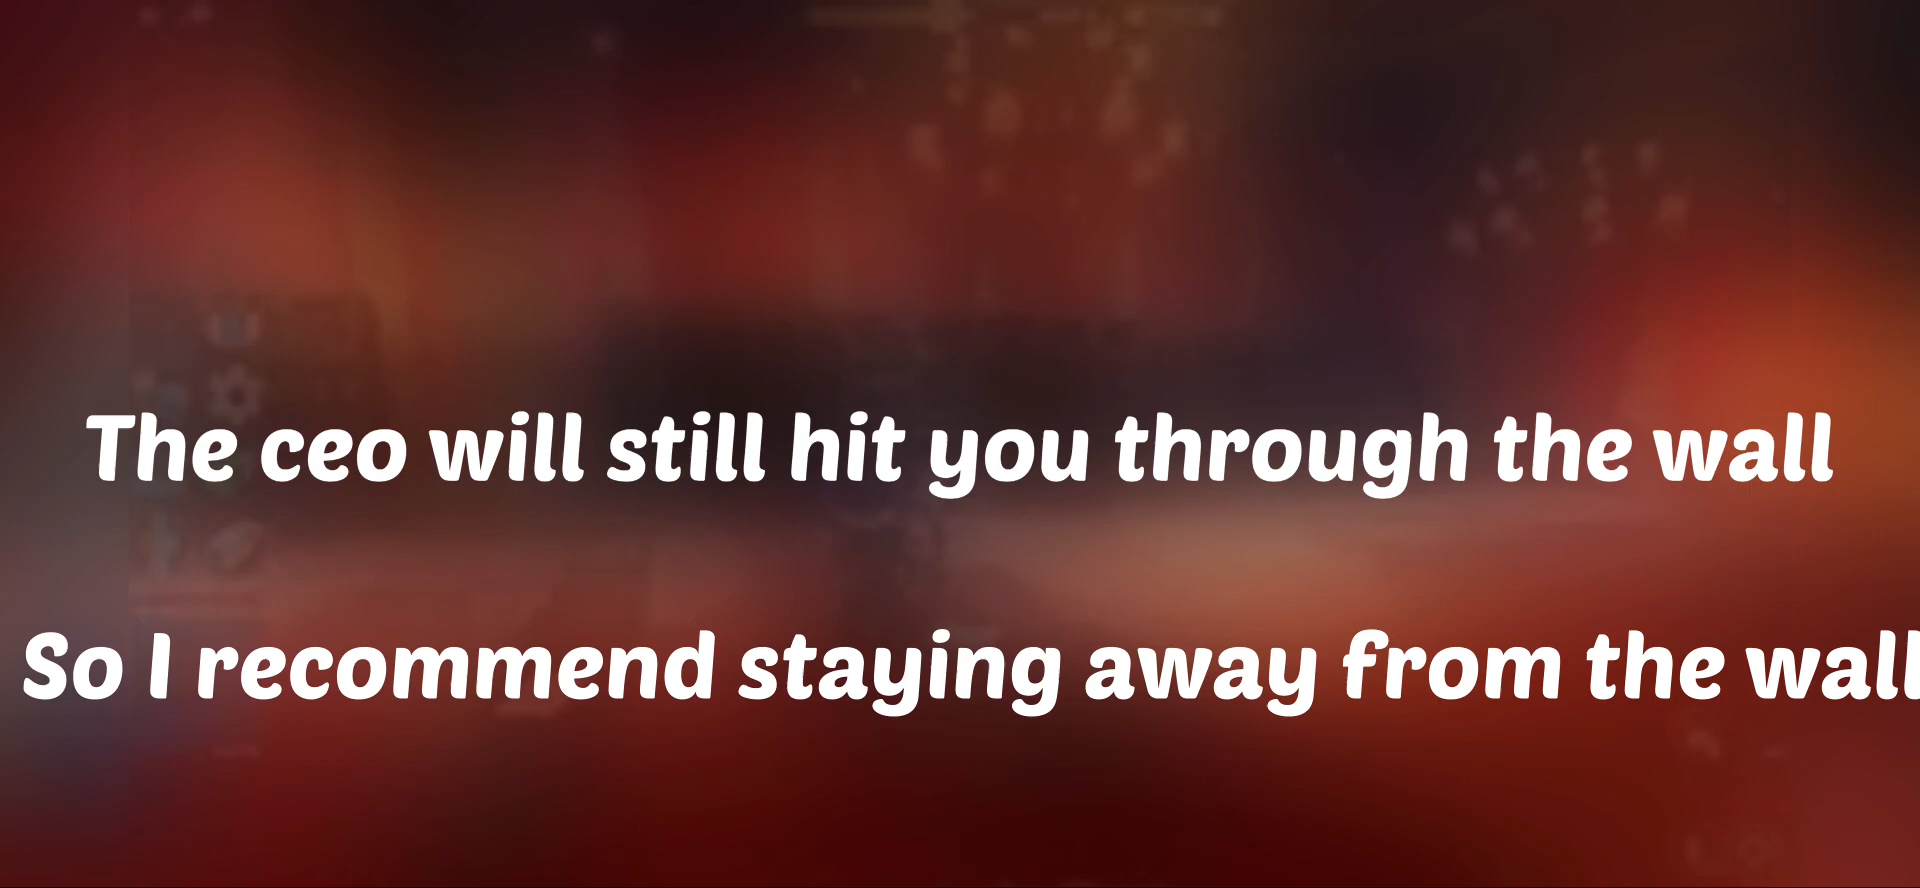 The ceo will still hit you through the wall
So I recommend staying away from the wall